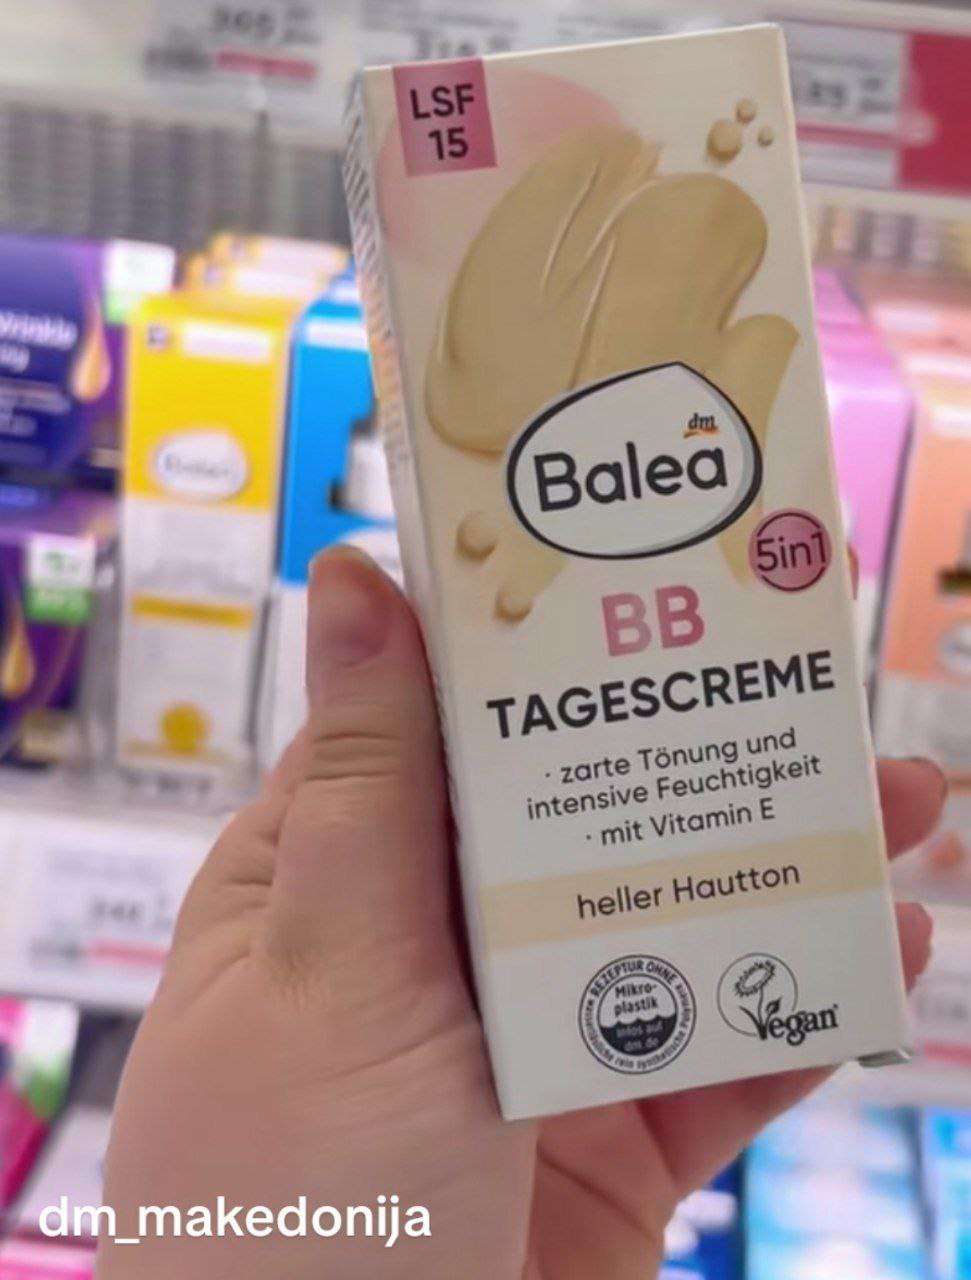 LSF
15
dm
Balea
5in1
BB
TAGESCREME
· zarte Tönung und
intensive Feuchtigkeit
· mit Vitamin E
heller Hautton
REZEPTUR OHNE
Mikro-
plastik
Infos auf
dm.de
Vegan
dm_makedonija